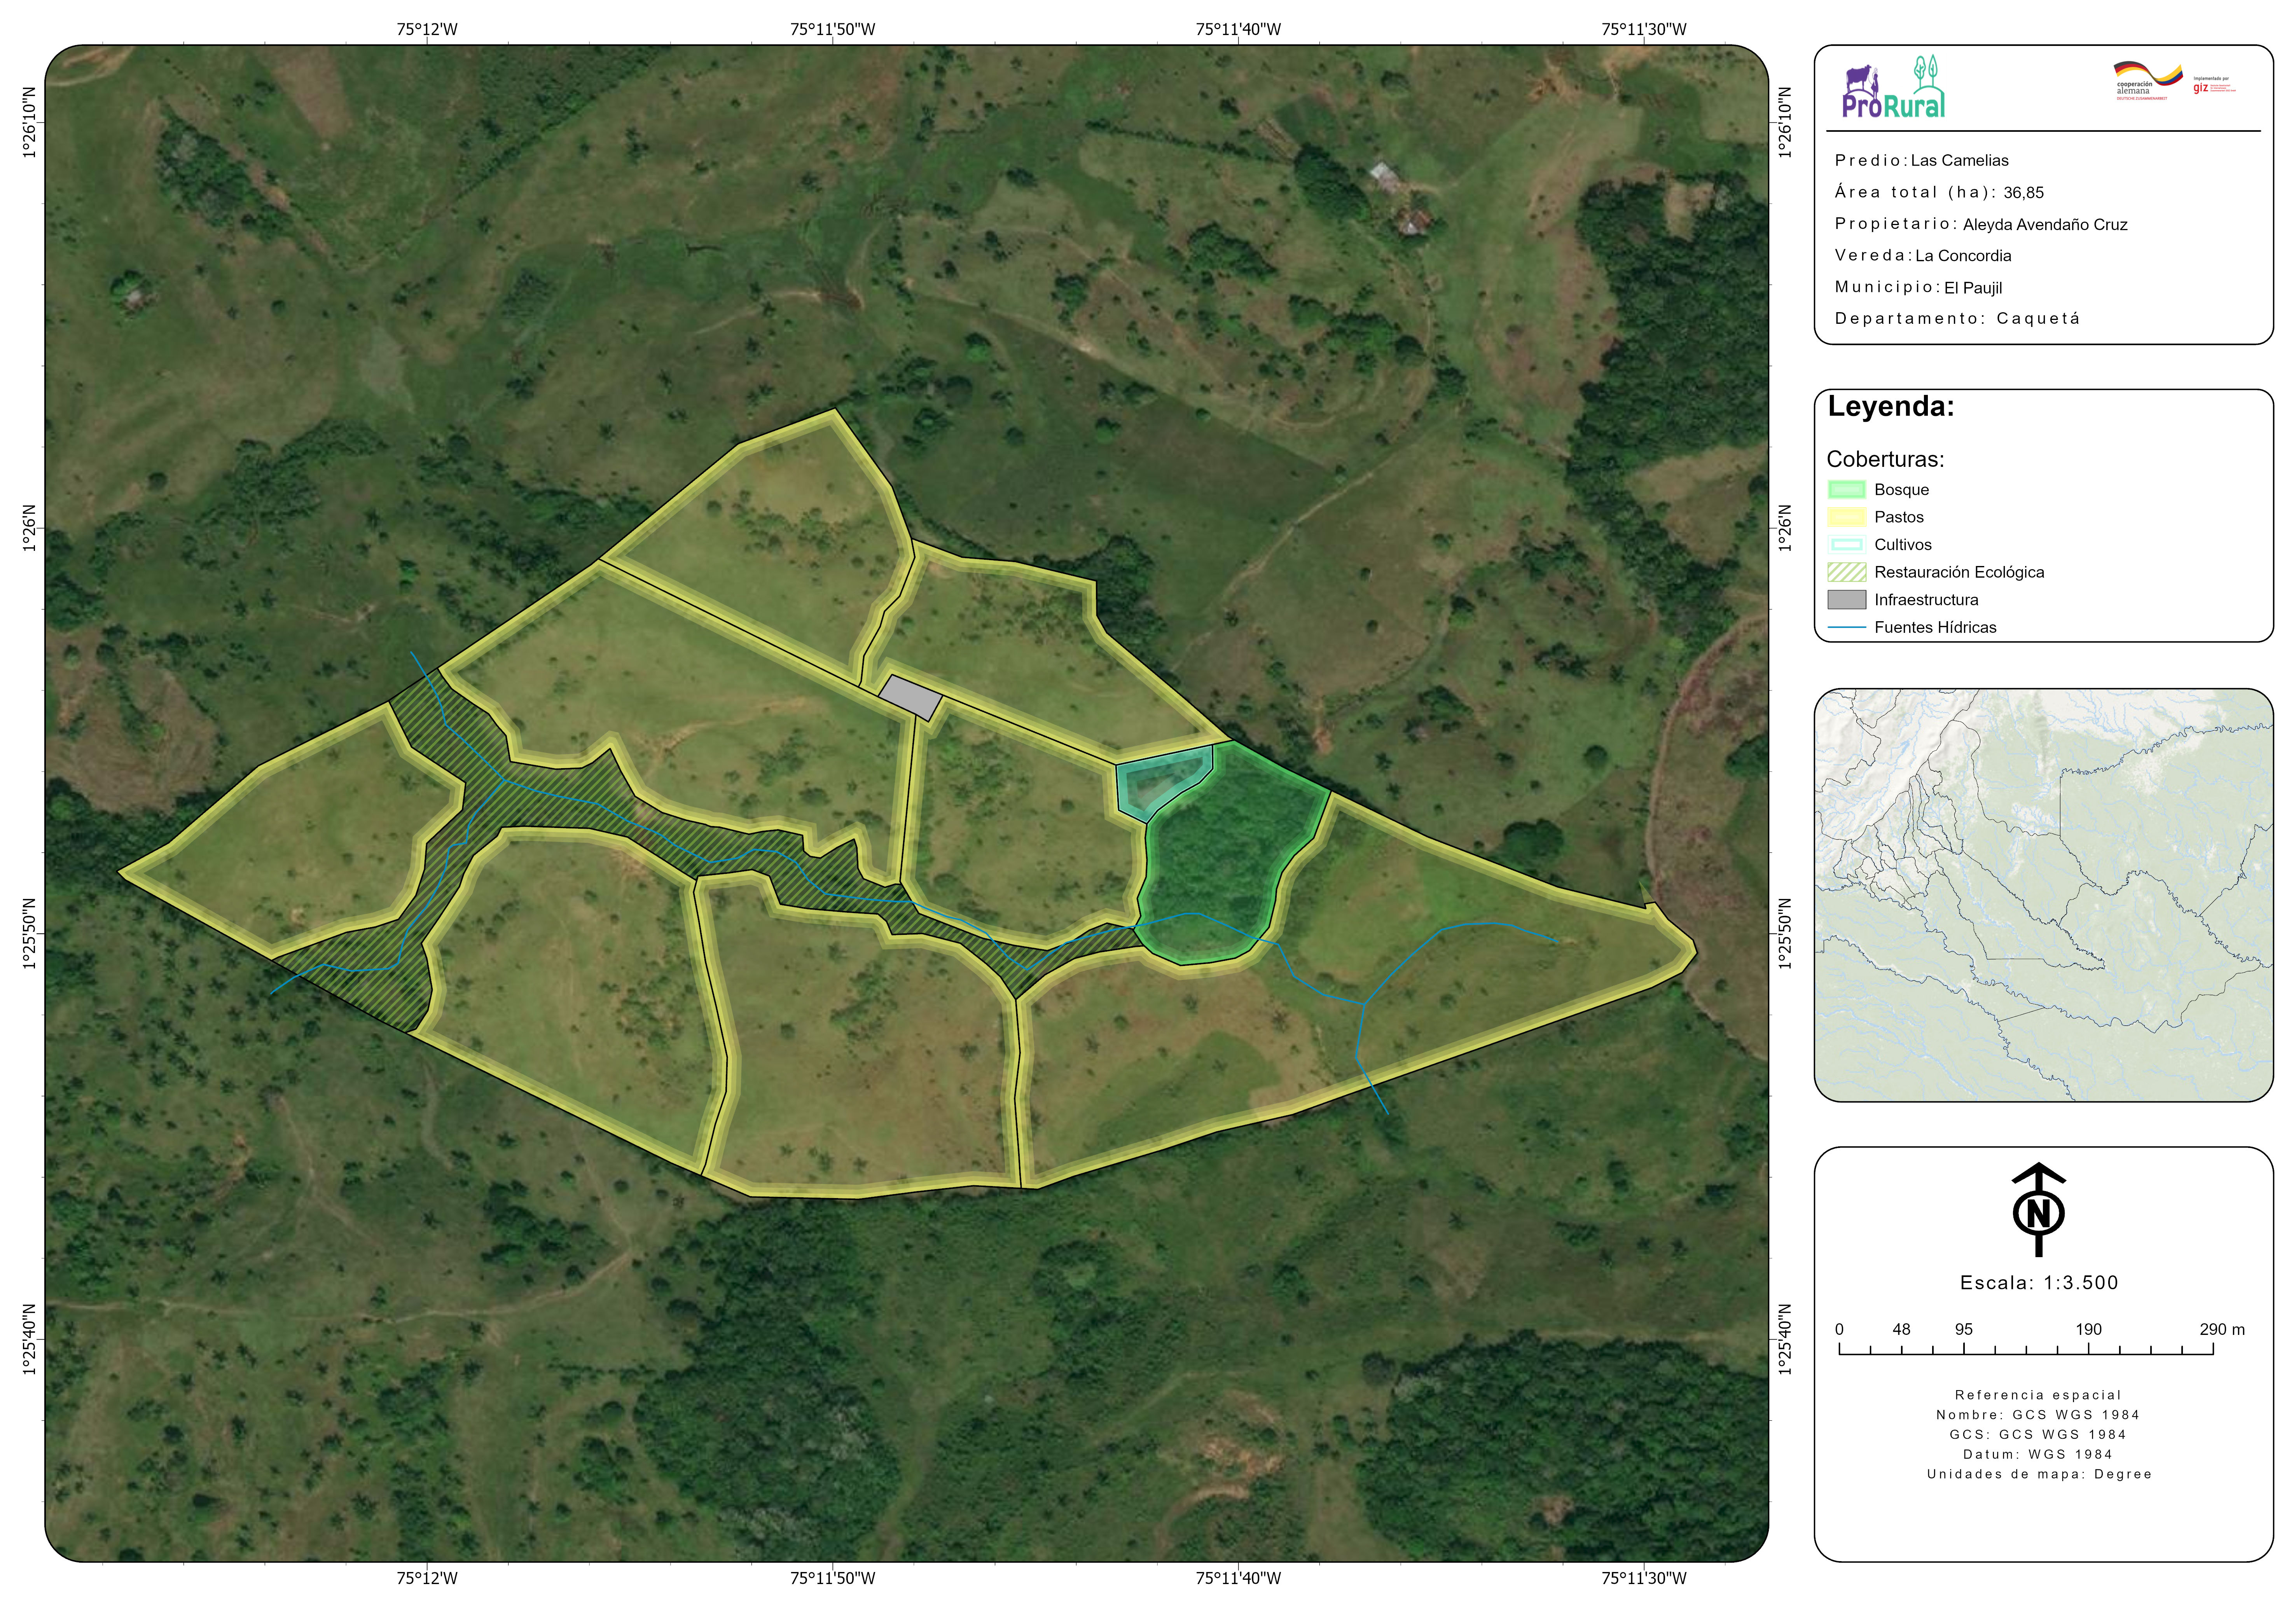 75°12'W
75°11'50"W
75°11'40"W
75°11'30"W
1°26'10"N
1°26'10"N
1°26'N
1°26'N
1°25'50"N
1°25'50"N
1°25'40"N
1°25'40"N
75°12'W
75°11'50"W
75°11'40"W
75°11'30"W
ProRural
cooperación
alemana
DEUTSCHE ZUSAMMENARBEIT
Implementada por
giz
Predio: Las Camelias
Área total (ha): 36,85
Propietario: Aleyda Avendaño Cruz
Vereda: La Concordia
Municipio: El Paujil
Departamento: Caquetá
Leyenda:
Coberturas:
Bosque
Pastos
Cultivos
Restauración Ecológica
Infraestructura
Fuentes Hídricas
N
Escala: 1:3.500
0 48 95 190 290 m
Referencia espacial
Nombre: GCS WGS 1984
GCS: GCS WGS 1984
Datum: WGS 1984
Unidades de mapa: Degree